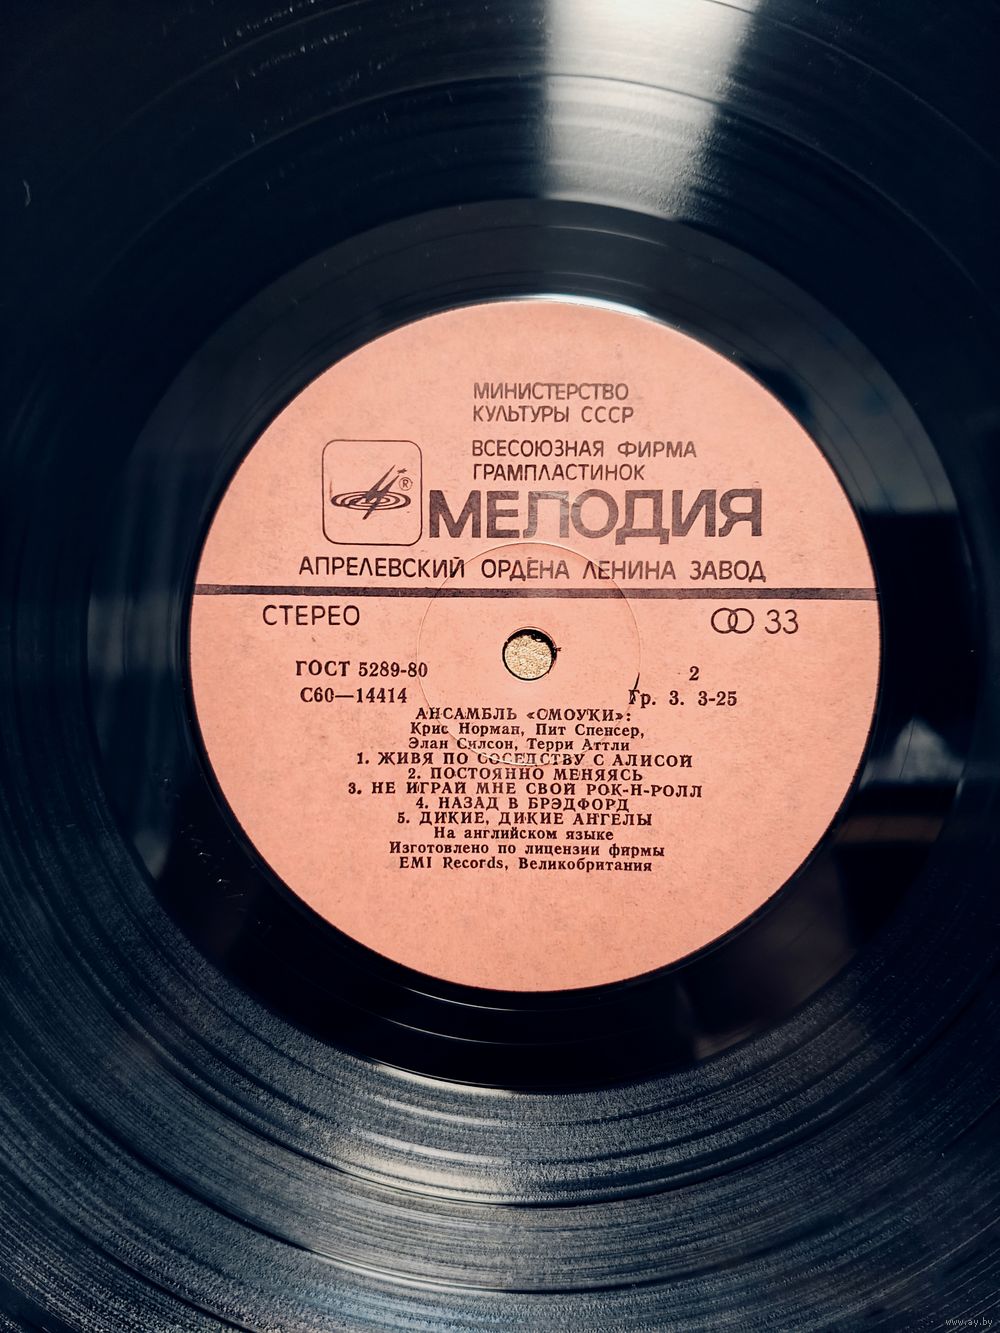 МИНИСТЕРСТВО
КУЛЬТУРЫ СССР
ВСЕСОЮЗНАЯ ФИРМА
ГРАМПЛАСТИНОК
® МЕЛОДИЯ
АПРЕЛЕВСКИЙ ОРДЕНА ЛЕНИНА ЗАВОД
СТЕРЕО 33
ГОСТ 5289-80 2
С60—14414 Гр. 3. 3-25
АНСАМБЛЬ «СМОУКИ»:
Крис Норман, Пит Спенсер,
Элан Силсон, Терри Аттли
1. ЖИВЯ ПО СОСЕДСТВУ С АЛИСОЙ
2. ПОСТОЯННО МЕНЯЯСЬ
3. НЕ ИГРАЙ МНЕ СВОЙ РОК-Н-РОЛЛ
4. НАЗАД В БРЭДФОРД
5. ДИКИЕ, ДИКИЕ АНГЕЛЫ
На английском языке
Изготовлено по лицензии фирмы
EMI Records, Великобритания
www.ay.by